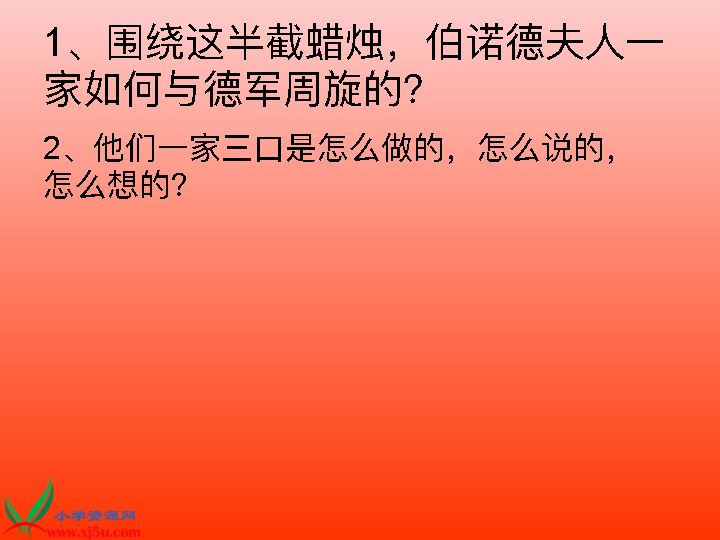 1、围绕这半截蜡烛，伯诺德夫人一
家如何与德军周旋的?
2、他们一家三口是怎么做的，怎么说的，
怎么想的?
小学资源网
www.xj5u.com